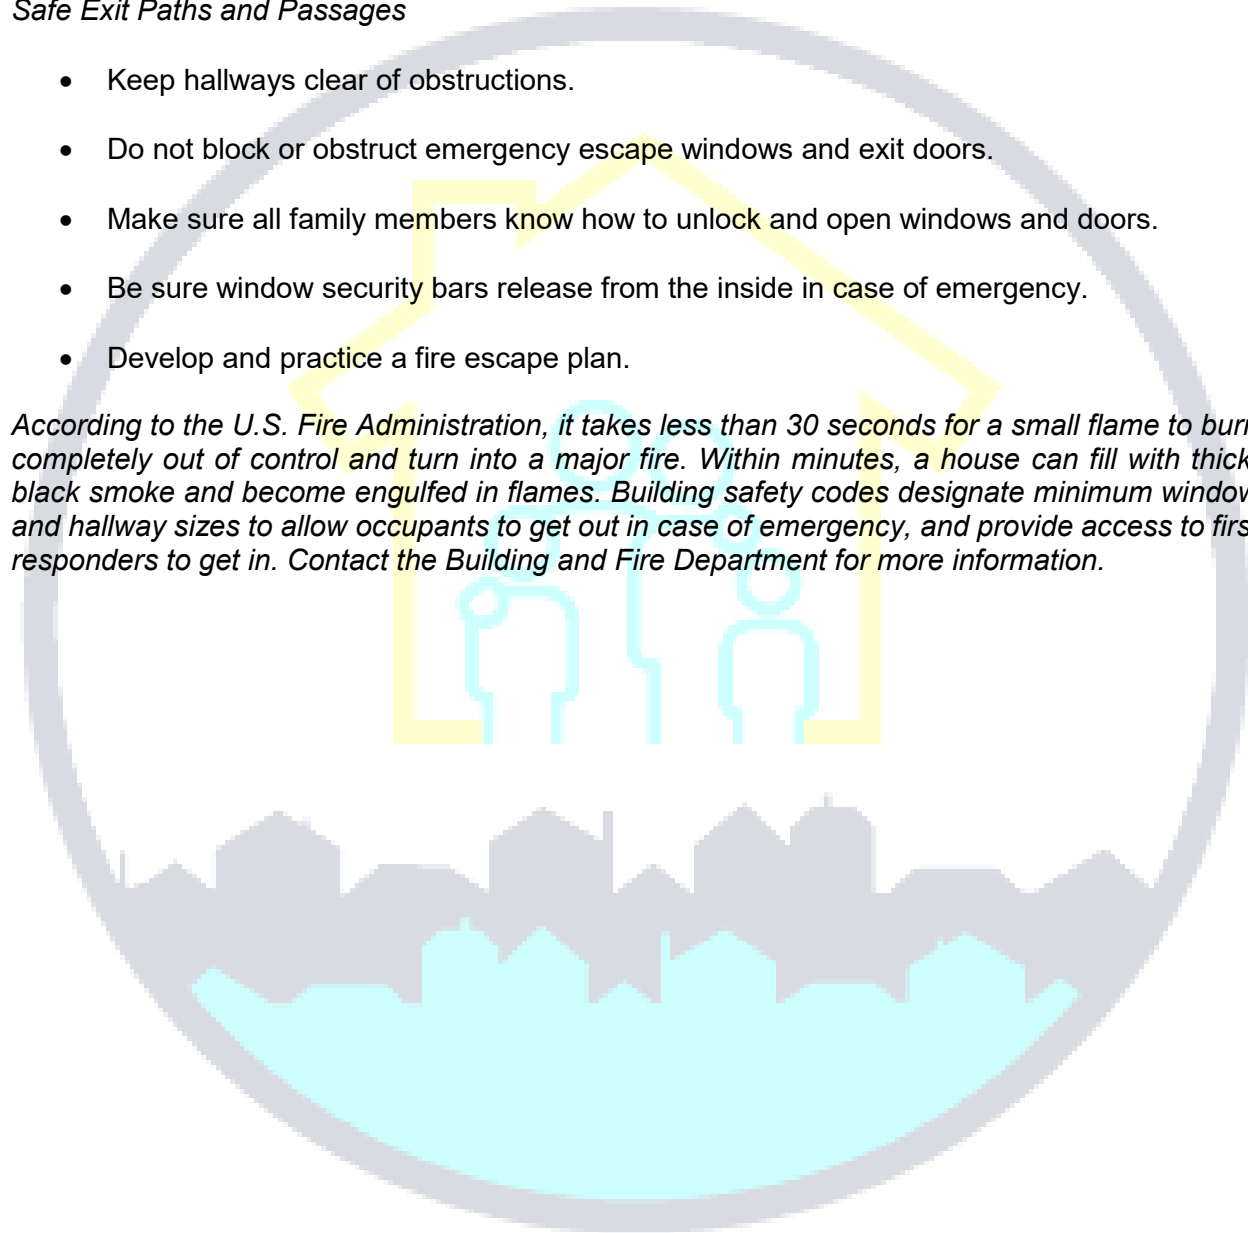 Safe Exit Paths and Passages
• Keep hallways clear of obstructions.
• Do not block or obstruct emergency escape windows and exit doors.
• Make sure all family members know how to unlock and open windows and doors.
• Be sure window security bars release from the inside in case of emergency.
• Develop and practice a fire escape plan.
According to the U.S. Fire Administration, it takes less than 30 seconds for a small flame to burn
completely out of control and turn into a major fire. Within minutes, a house can fill with thick
black smoke and become engulfed in flames. Building safety codes designate minimum window
and hallway sizes to allow occupants to get out in case of emergency, and provide access to firs
responders to get in. Contact the Building and Fire Department for more information.